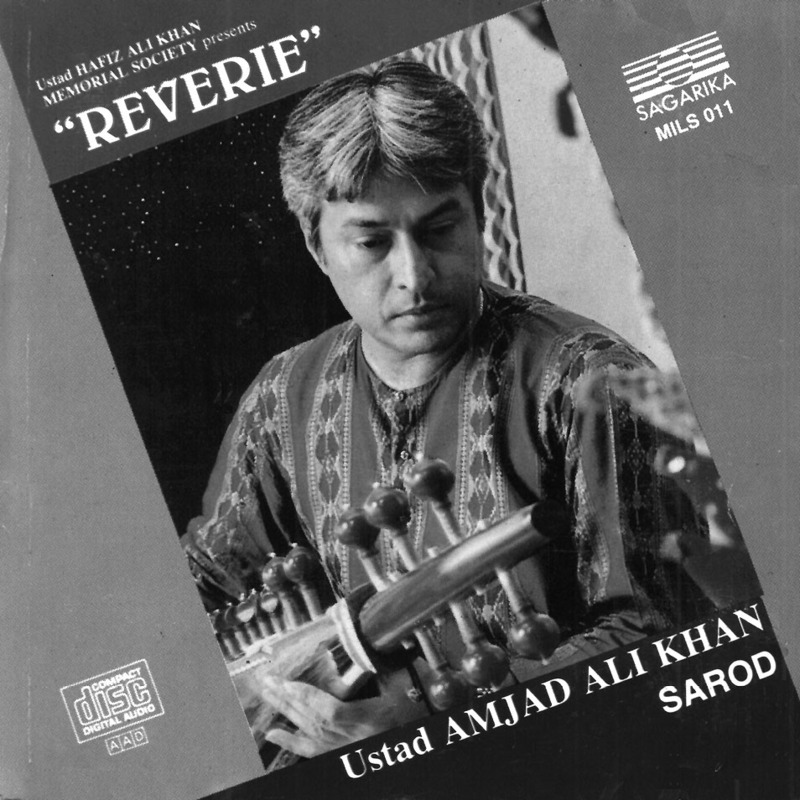 Ustad HAFIZ ALI KHAN
MEMORIAL SOCIETY presents
“REVERIE”
SAGARIKA
MILS 011
Ustad AMJAD ALI KHAN
SAROD
COMPACT
disc
DIGITAL AUDIO
AAD